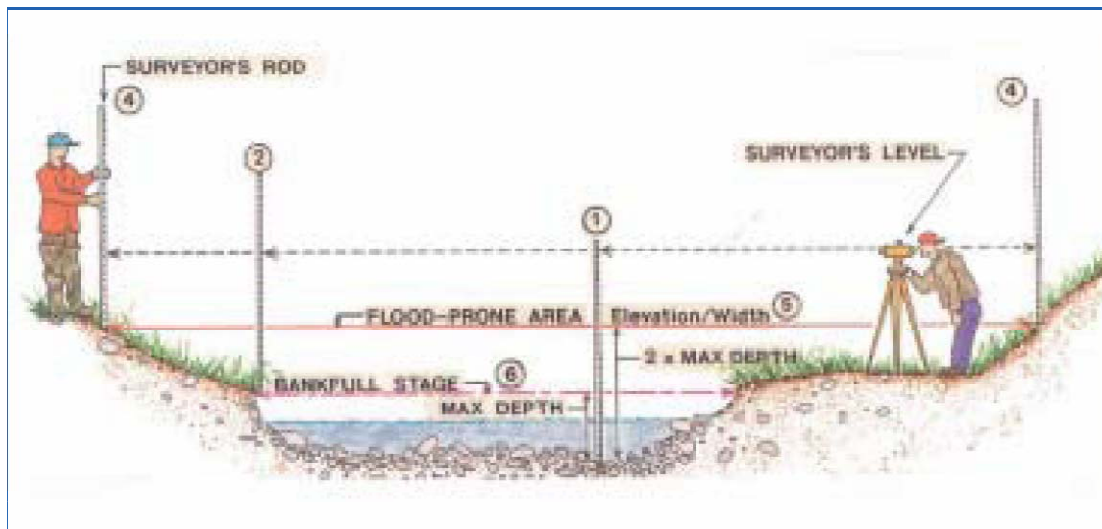 SURVEYOR'S ROD
④
④
②
SURVEYOR'S LEVEL
①
FLOOD-PRONE AREA Elevation/Width ⑤
2 x MAX DEPTH
BANKFULL STAGE ⑥
MAX DEPTH